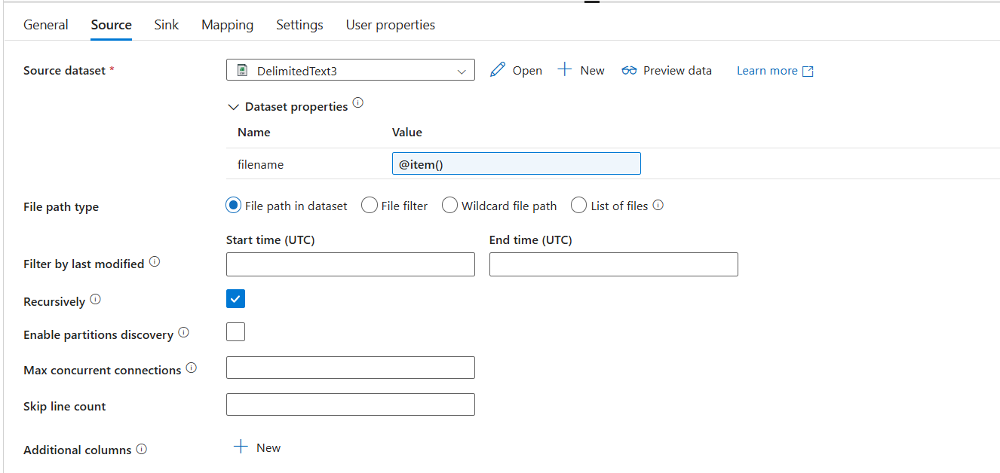 General Source Sink Mapping Settings User properties
Source dataset * DelimitedText3 Open New Preview data Learn more
Dataset properties
Name Value
filename @item()
File path type File path in dataset File filter Wildcard file path List of files
Start time (UTC) End time (UTC)
Filter by last modified
Recursively
Enable partitions discovery
Max concurrent connections
Skip line count
Additional columns New